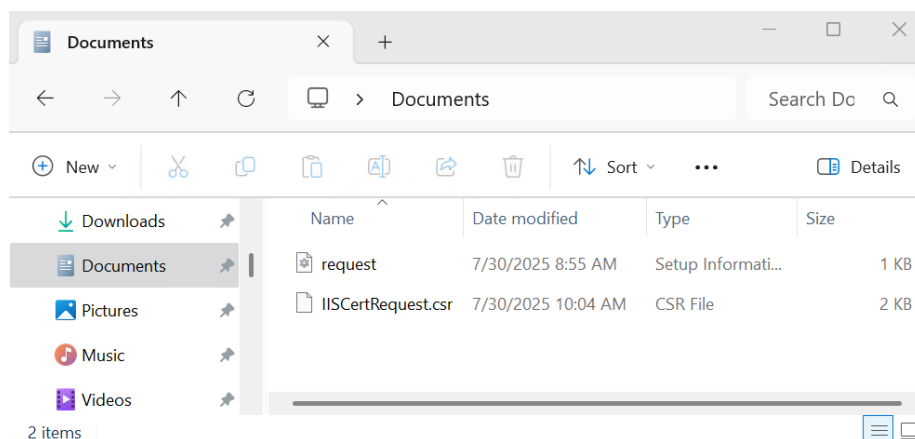 Documents
Documents
Search Do
New
Sort
Details
Name Date modified Type Size
Downloads
Documents
Pictures
Music
Videos
request 7/30/2025 8:55 AM Setup Informati... 1 KB
IISCertRequest.csr 7/30/2025 10:04 AM CSR File 2 KB
2 items